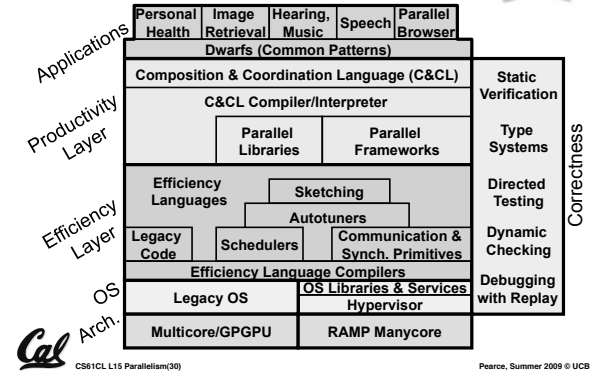 Personal Health
Image Retrieval
Hearing, Music
Speech
Parallel Browser
Applications
Dwarfs (Common Patterns)
Composition & Coordination Language (C&CL)
C&CL Compiler/Interpreter
Productivity
Layer
Parallel
Libraries
Parallel
Frameworks
Efficiency
Languages
Sketching
Autotuners
Efficiency
Layer
Legacy
Code
Schedulers
Communication &
Synch. Primitives
Efficiency Language Compilers
OS
Legacy OS
OS Libraries & Services
Hypervisor
Arch.
Multicore/GPGPU
RAMP Manycore
Static
Verification
Type
Systems
Directed
Testing
Dynamic
Checking
Debugging
with Replay
Correctness
Cal
CS61CL L15 Parallelism(30)
Pearce, Summer 2009 © UCB